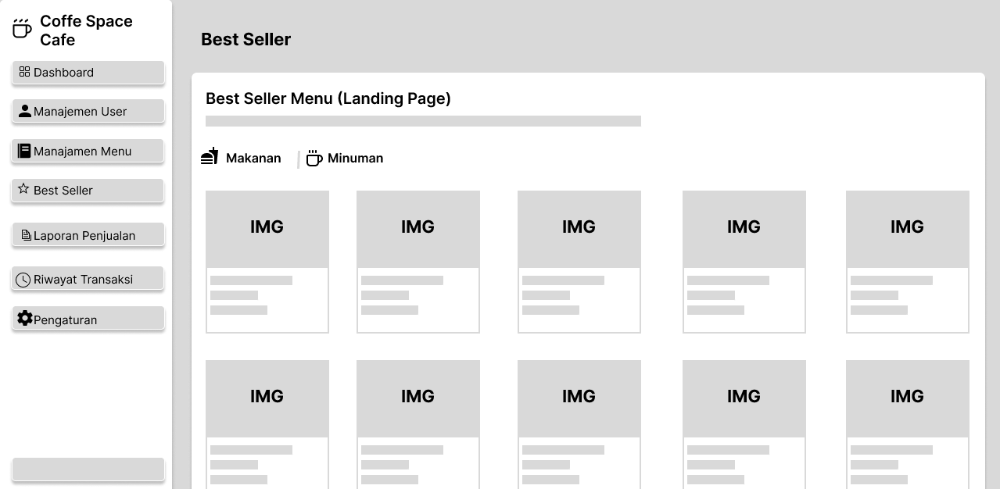 Coffe Space
Cafe
Dashboard
Manajemen User
Manajamen Menu
Best Seller
Laporan Penjualan
Riwayat Transaksi
Pengaturan
Best Seller
Best Seller Menu (Landing Page)
Makanan
Minuman
IMG
IMG
IMG
IMG
IMG
IMG
IMG
IMG
IMG
IMG